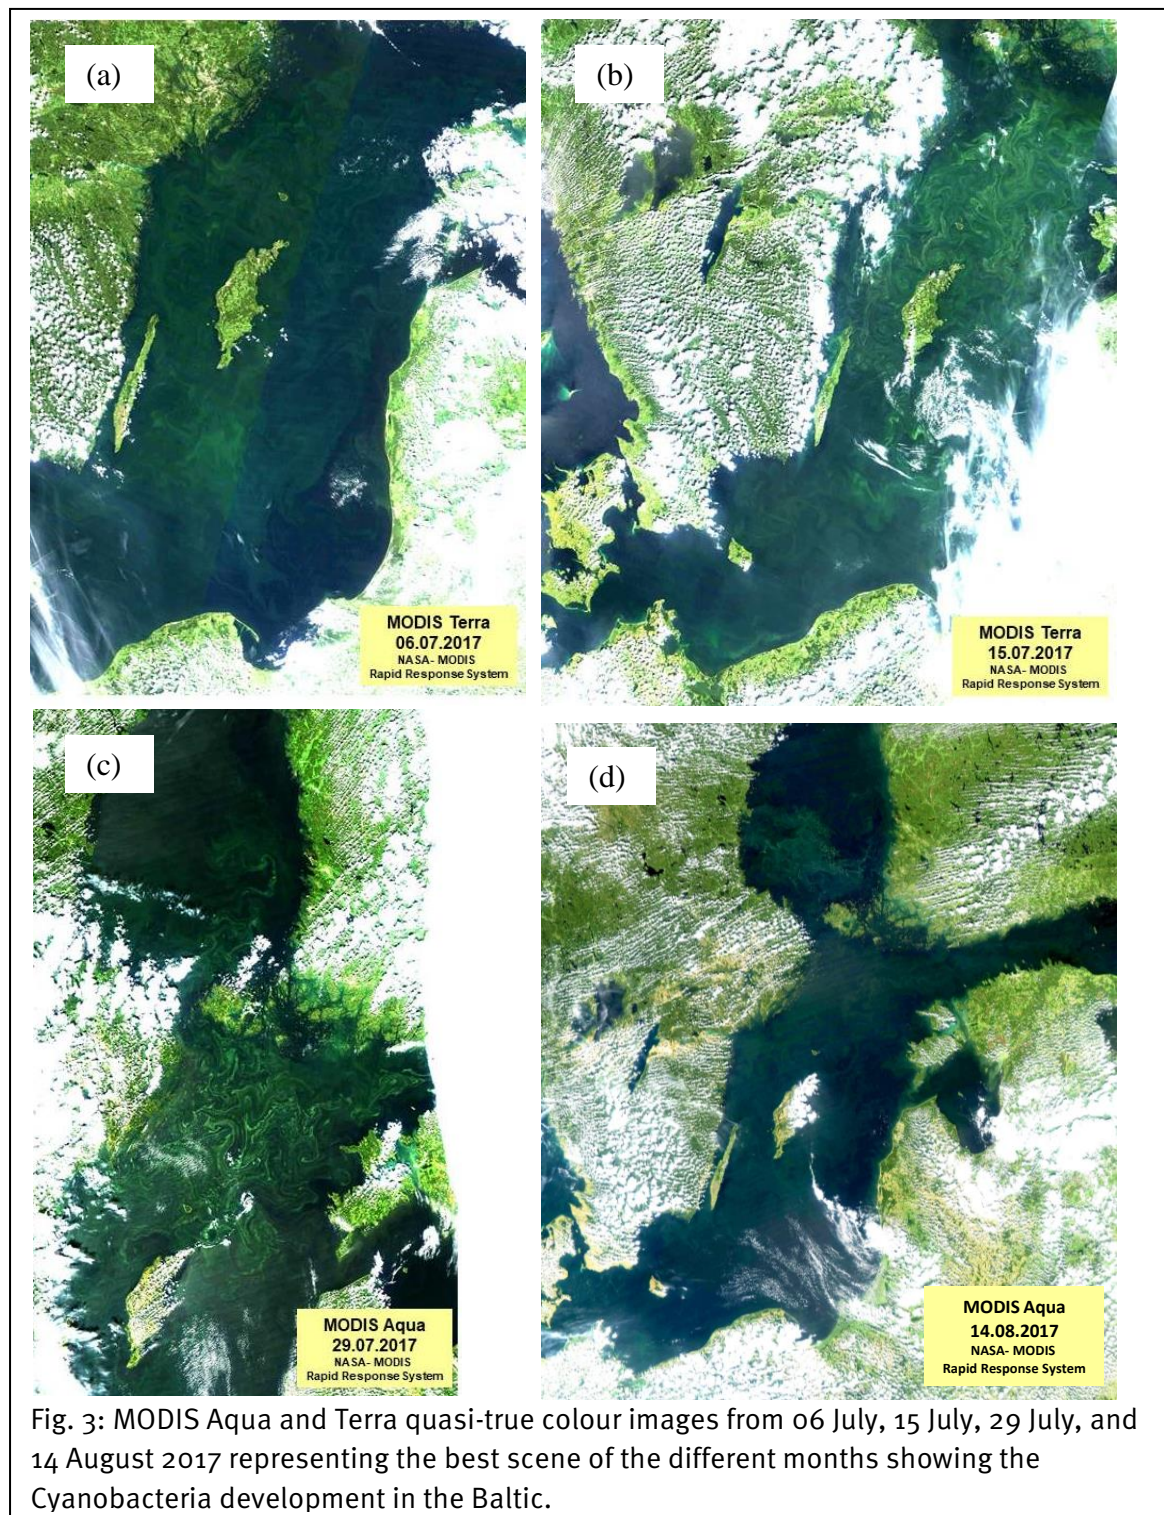 (a)
(b)
MODIS Terra
06.07.2017
NASA- MODIS
Rapid Response System
MODIS Terra
15.07.2017
NASA- MODIS
Rapid Response System
(c)
(d)
MODIS Aqua
29.07.2017
NASA- MODIS
Rapid Response System
MODIS Aqua
14.08.2017
NASA- MODIS
Rapid Response System
Fig. 3: MODIS Aqua and Terra quasi-true colour images from 06 July, 15 July, 29 July, and
14 August 2017 representing the best scene of the different months showing the
Cyanobacteria development in the Baltic.